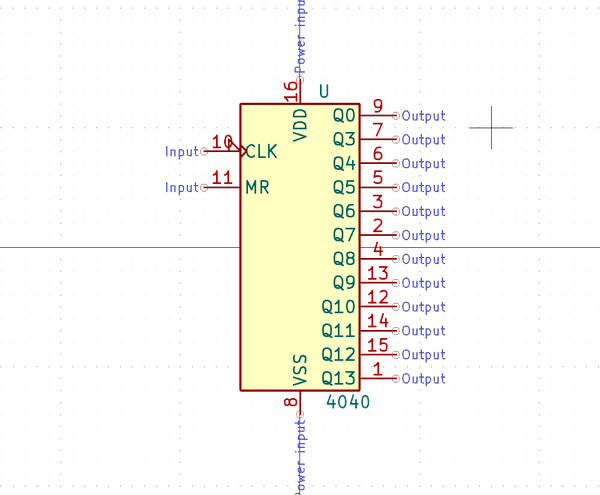 Power inpu
16
U
VDD
Q0 9 Output
Q3 7 Output
Input 10 CLK
Q4 6 Output
Input 11 MR
Q5 5 Output
Q6 3 Output
Q7 2 Output
Q8 4 Output
Q9 13 Output
Q10 12 Output
Q11 14 Output
Q12 15 Output
VSS
Q13 1 Output
8
4040
ower input